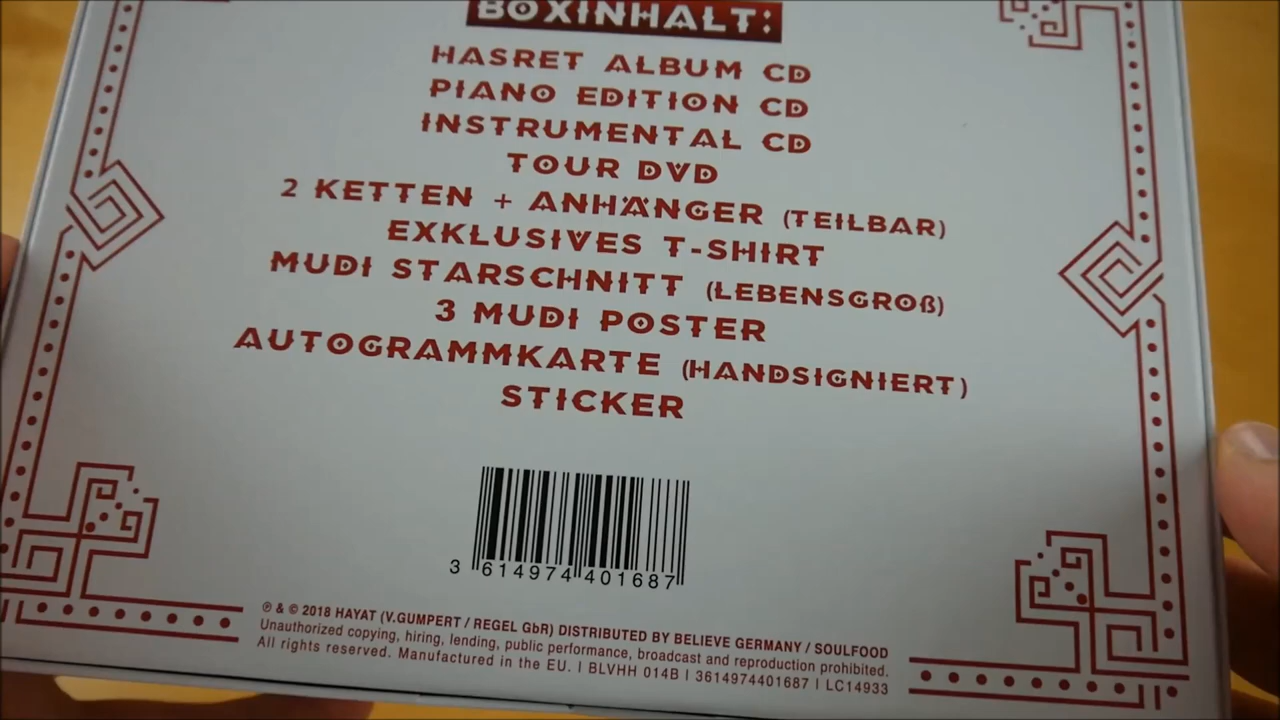 BOXINHALT:
HASRET ALBUM CD
PIANO EDITION CD
INSTRUMENTAL CD
TOUR DVD
2 KETTEN + ANHÄNGER (TEILBAR)
EXKLUSIVES T-SHIRT
MUDI STARSCHNITT (LEBENSGROß)
3 MUDI POSTER
AUTOGRAMMKARTE (HANDSIGNIERT)
STICKER
3 614974 401687
℗ & © 2018 HAYAT (V.GUMPERT / REGEL GbR) DISTRIBUTED BY BELIEVE GERMANY / SOULFOOD
Unauthorized copying, hiring, lending, public performance, broadcast and reproduction prohibited.
All rights reserved. Manufactured in the EU. I BLVHH 014B I 3614974401687 I LC14933